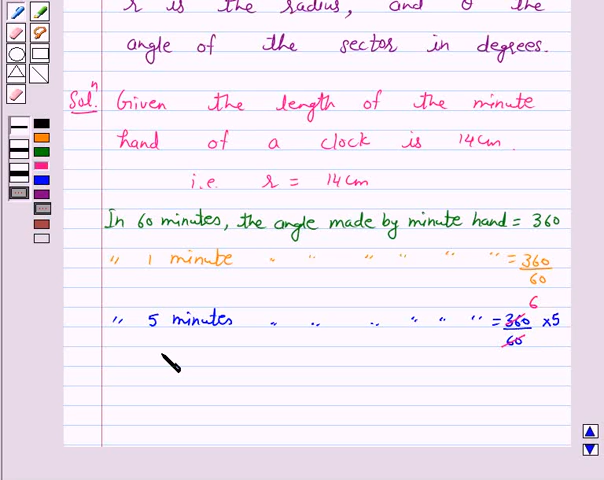 r is the radius, and θ the
angle of the sector in degrees.
Solⁿ. Given the length of the minute
hand of a clock is 14cm.
i.e. r = 14cm
In 60 minutes, the angle made by minute hand = 360
" 1 minute " " " " " " = 360/60
6
" 5 minutes " " " " " " = 360/60 ×5